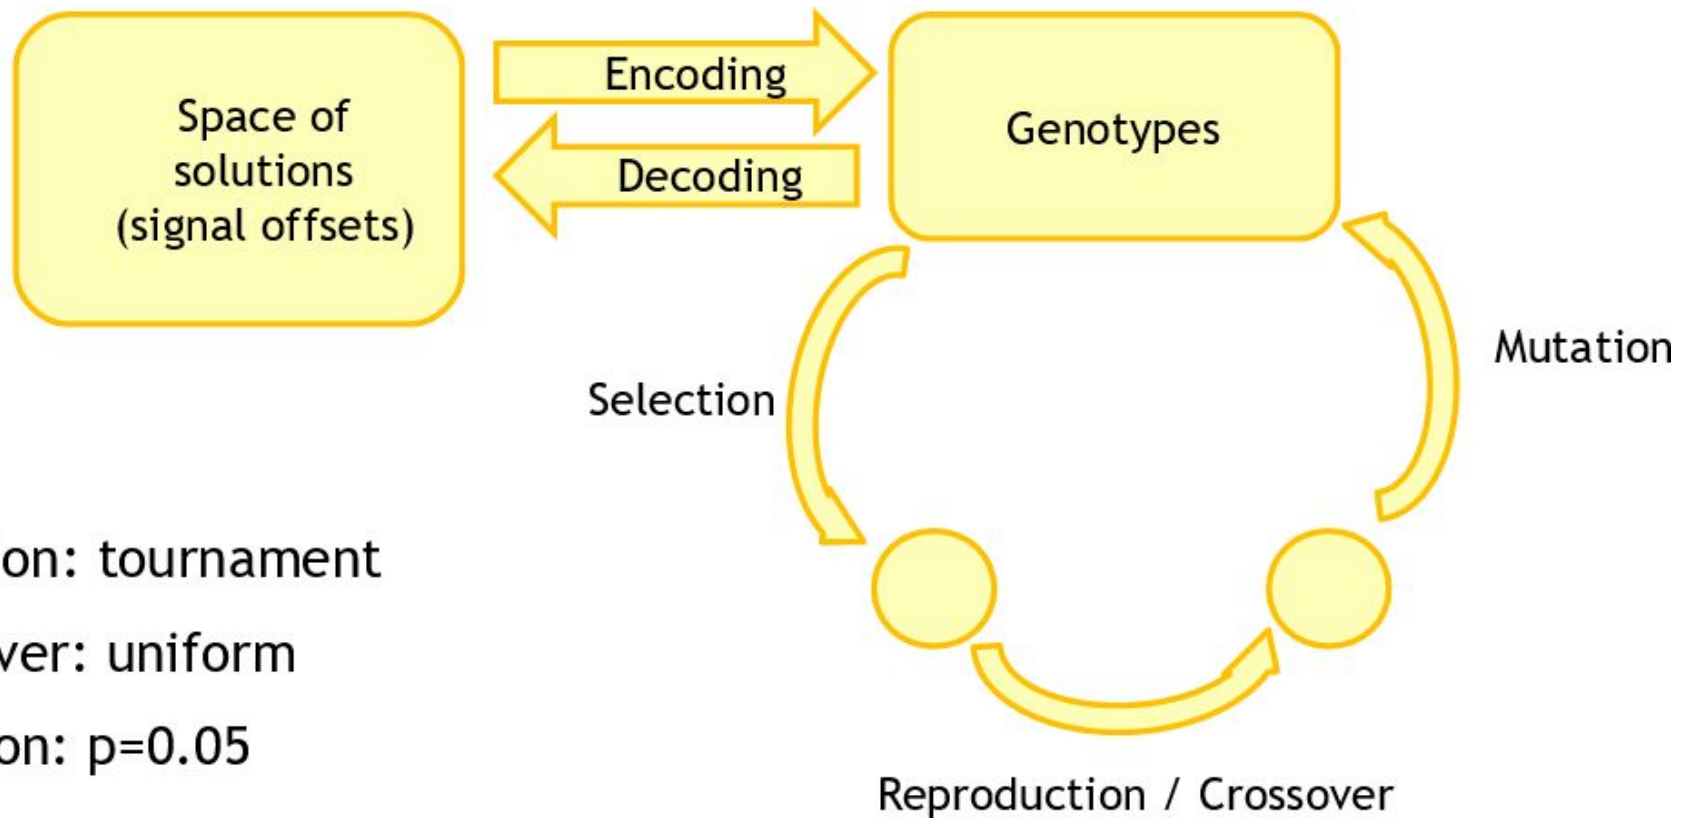 Space of
solutions
(signal offsets)
Encoding
Decoding
Genotypes
Selection
Mutation
on: tournament
ver: uniform
on: p=0.05
Reproduction / Crossover